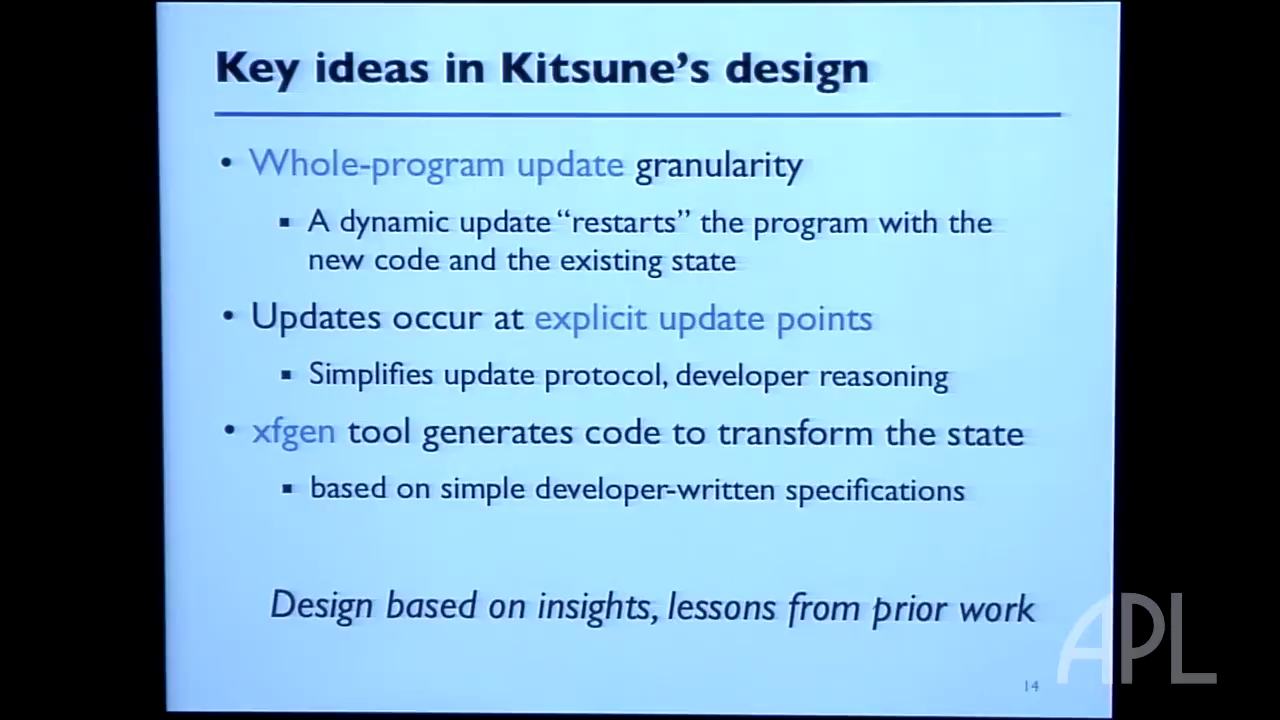 Key ideas in Kitsune's design
• Whole-program update granularity
▪ A dynamic update “restarts” the program with the
new code and the existing state
• Updates occur at explicit update points
▪ Simplifies update protocol, developer reasoning
• xfgen tool generates code to transform the state
▪ based on simple developer-written specifications
Design based on insights, lessons from prior work
14
APL